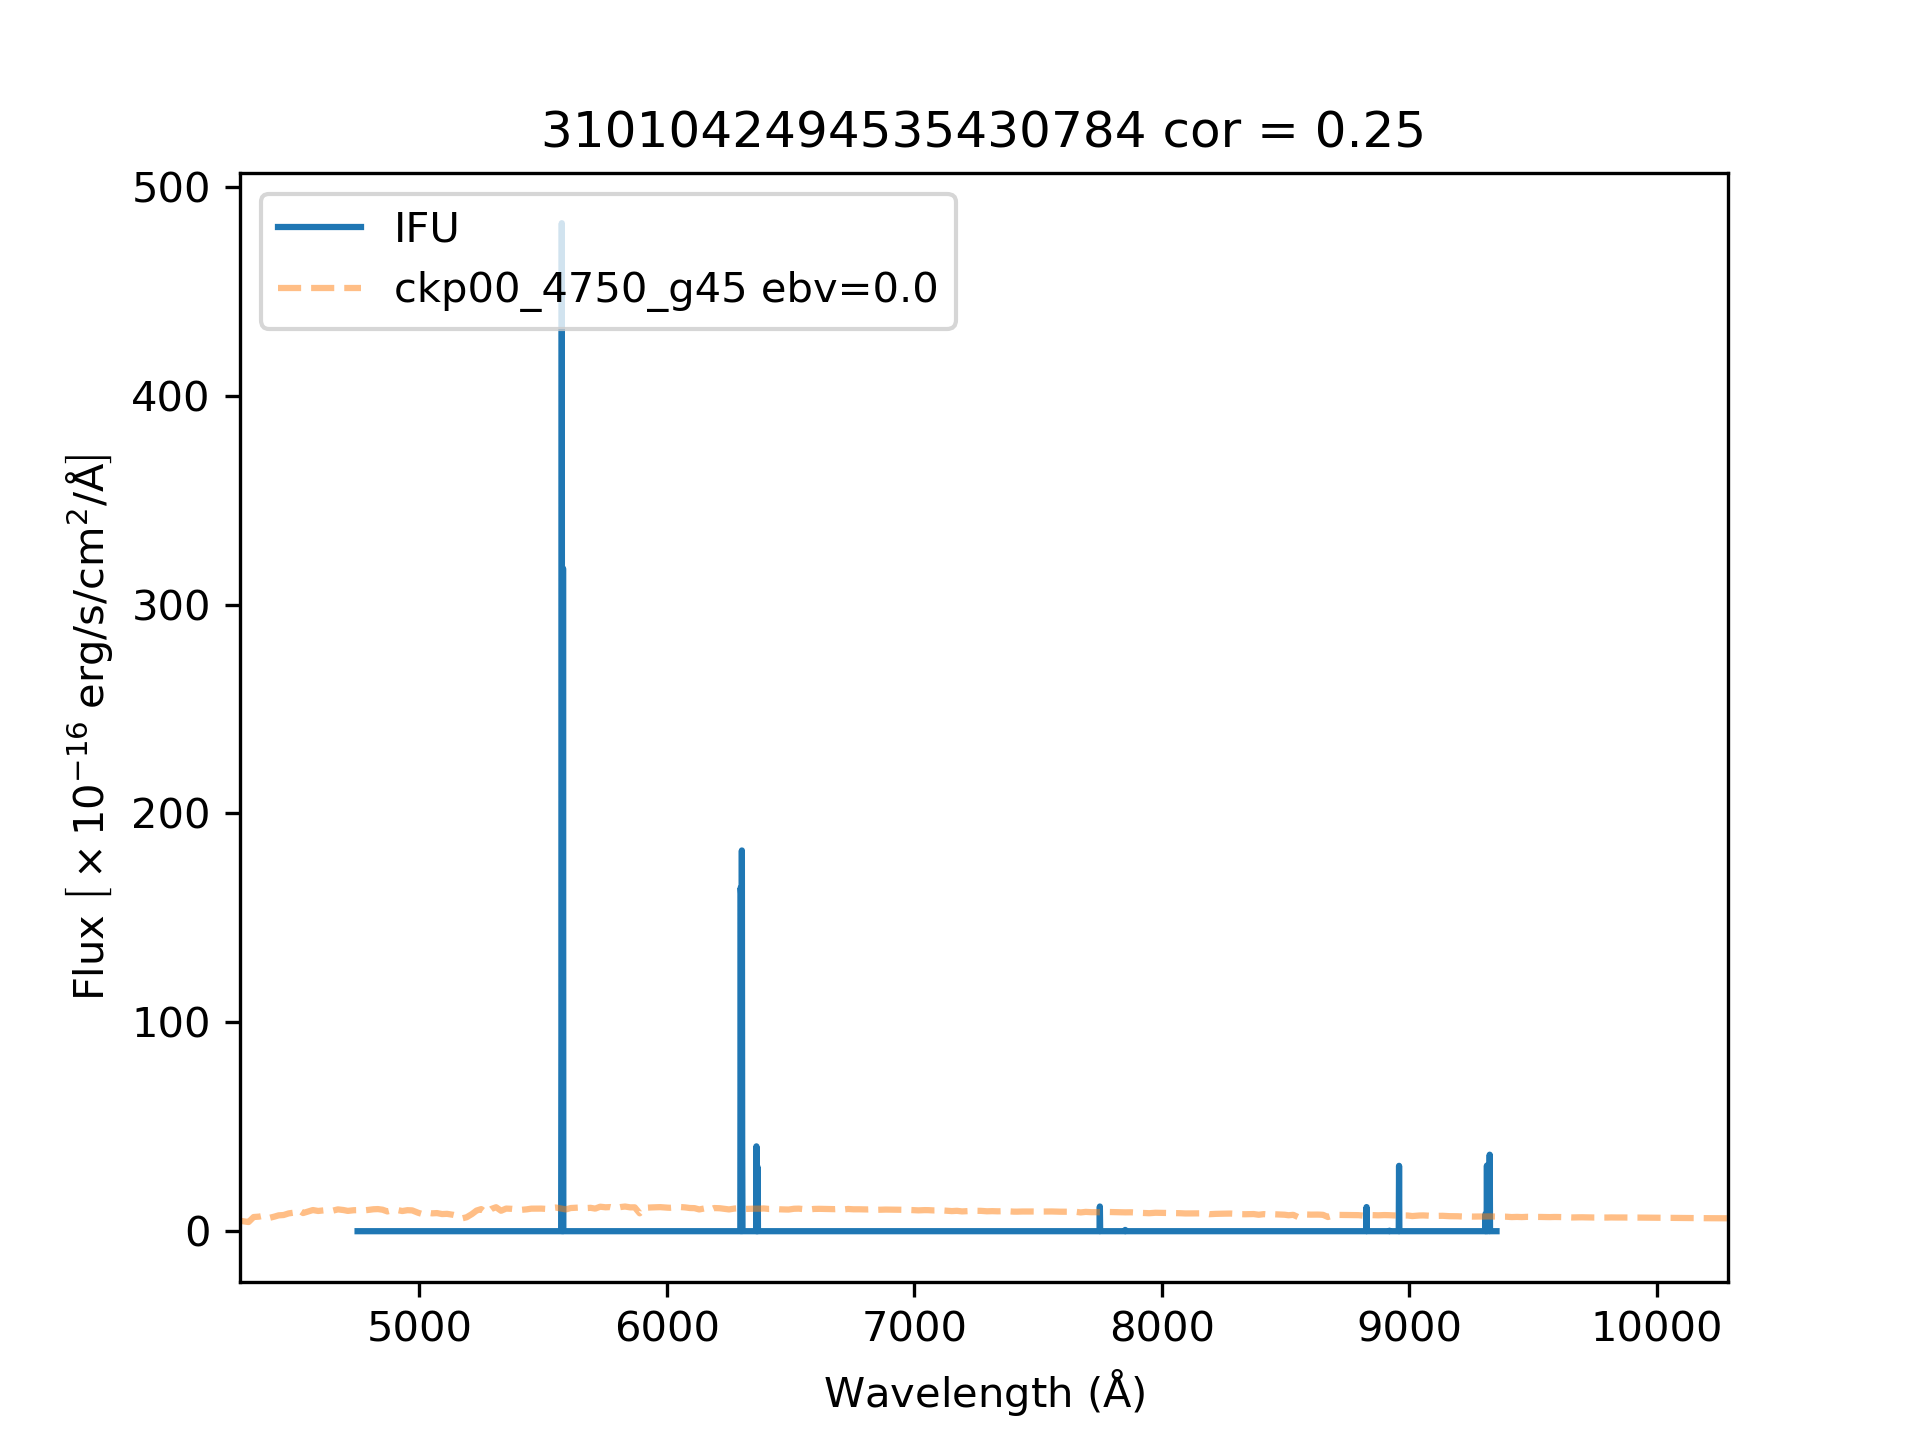 3101042494535430784 cor = 0.25
IFU
ckp00_4750_g45 ebv=0.0
500
400
300
200
100
0
Flux [×10⁻¹⁶ erg/s/cm²/Å]
5000 6000 7000 8000 9000 10000
Wavelength (Å)